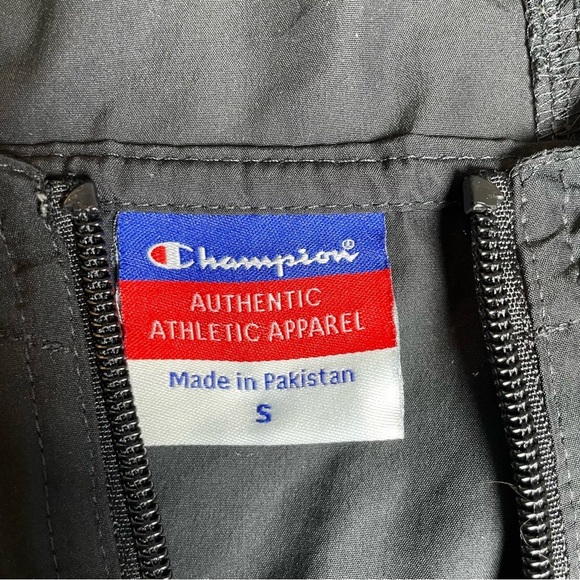 Champion®
AUTHENTIC
ATHLETIC APPAREL
Made in Pakistan
S